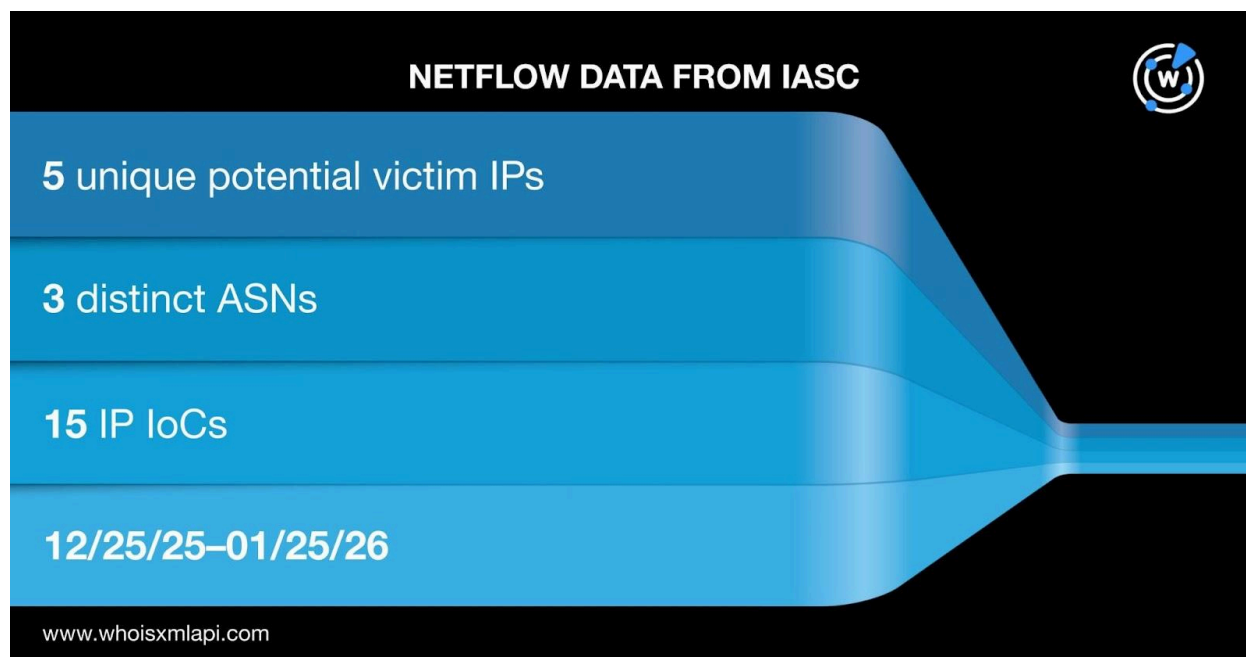 NETFLOW DATA FROM IASC
W
5 unique potential victim IPs
3 distinct ASNs
15 IP IoCs
12/25/25–01/25/26
www.whoisxmlapi.com